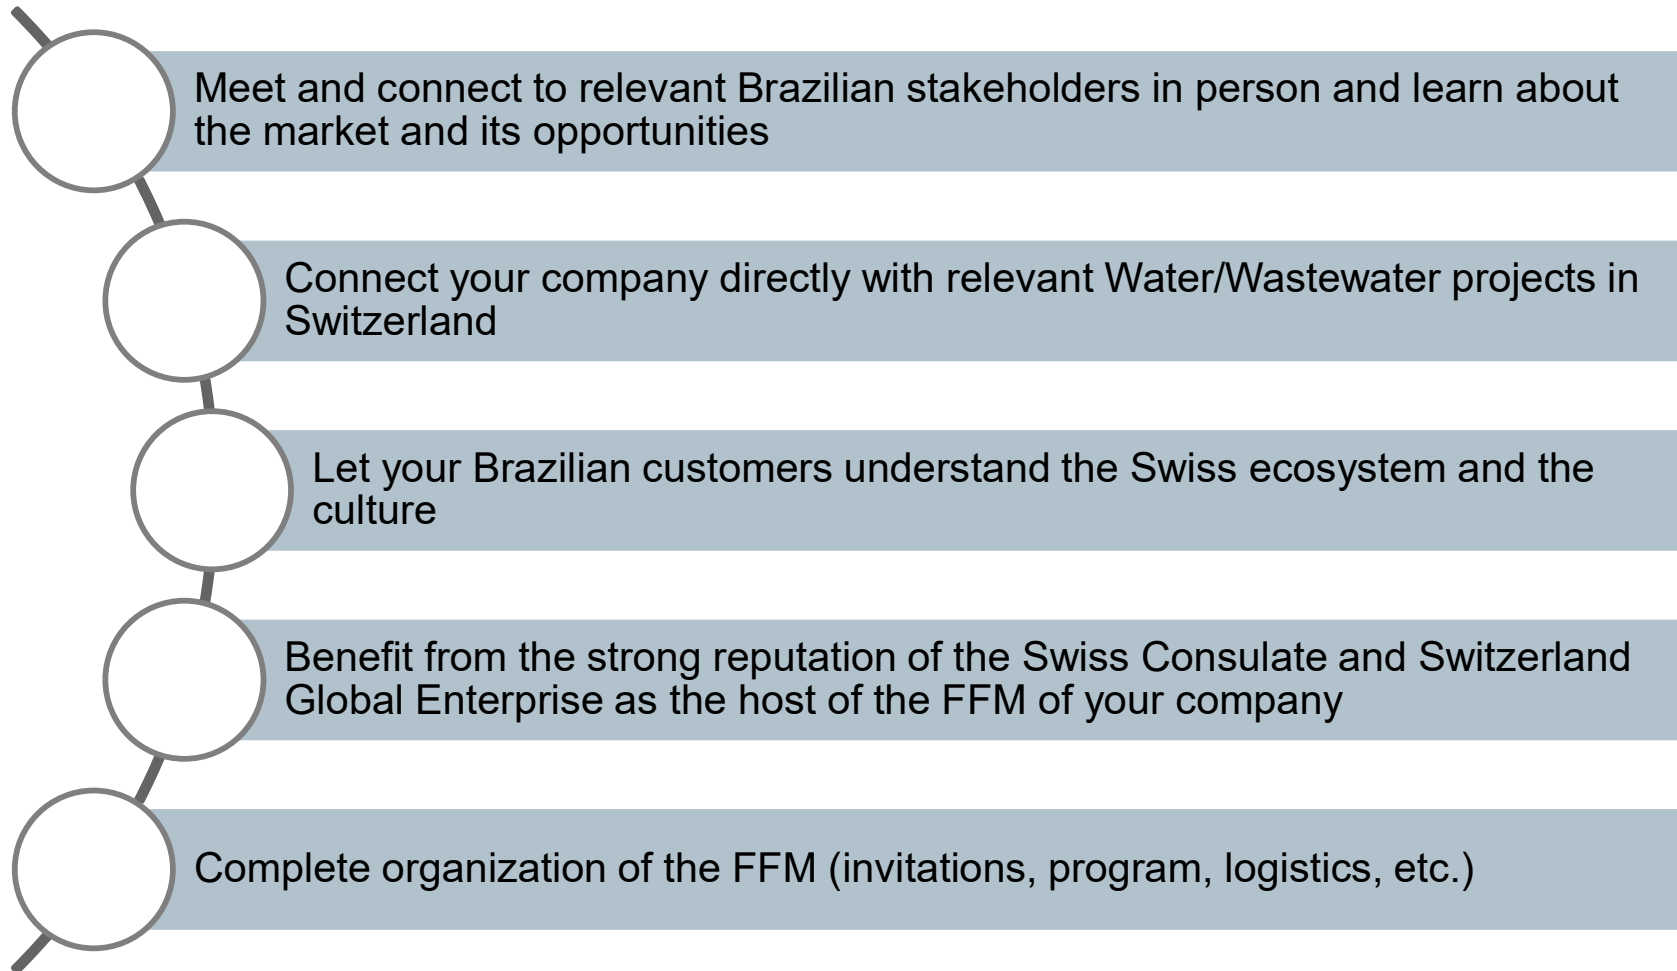 Meet and connect to relevant Brazilian stakeholders in person and learn about
the market and its opportunities
Connect your company directly with relevant Water/Wastewater projects in
Switzerland
Let your Brazilian customers understand the Swiss ecosystem and the
culture
Benefit from the strong reputation of the Swiss Consulate and Switzerland
Global Enterprise as the host of the FFM of your company
Complete organization of the FFM (invitations, program, logistics, etc.)